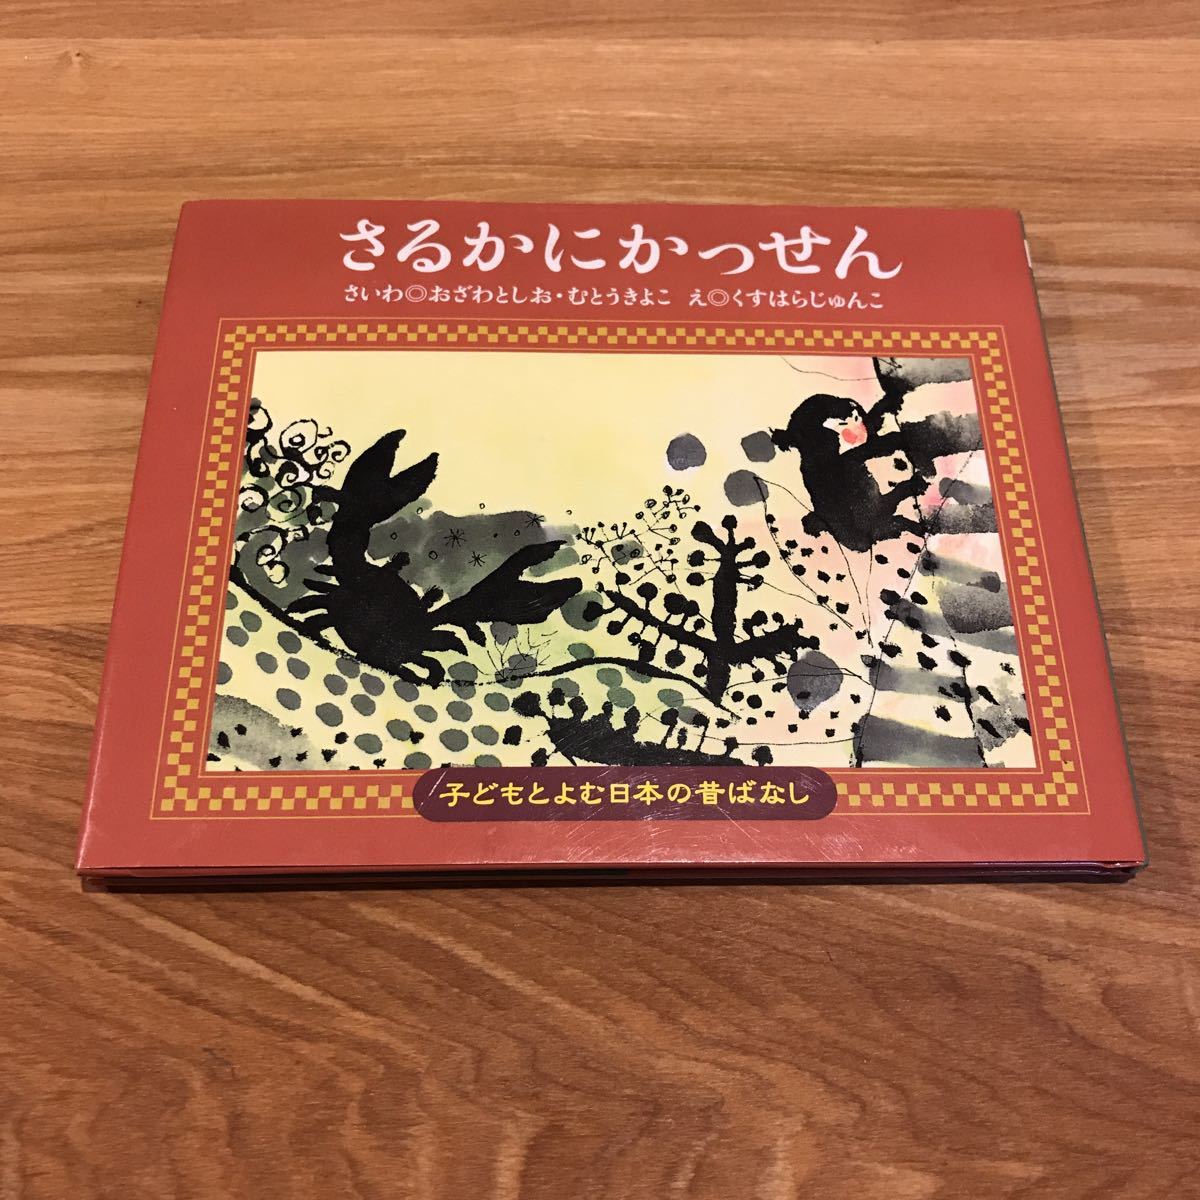 さるかにかっせん
さいわ◎おざわとしお・むとうきよこ え◎くすはらじゅんこ
子どもとよむ日本の昔ばなし